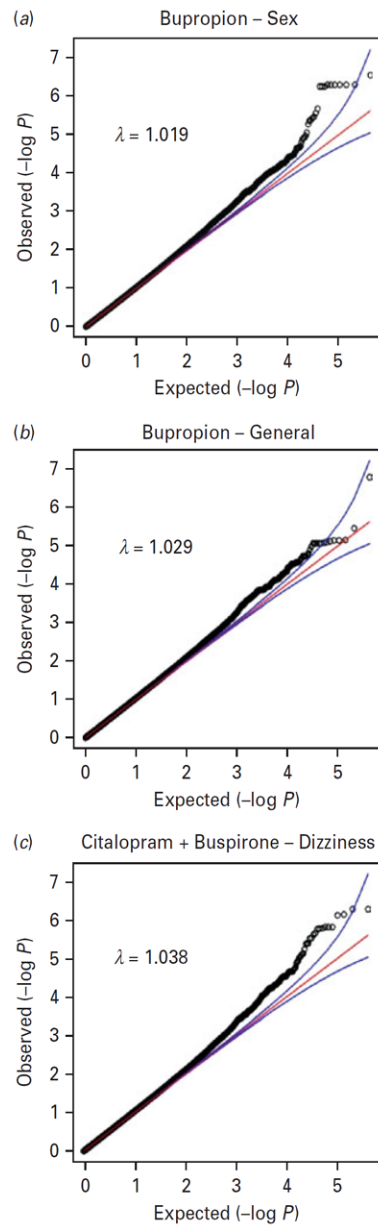 (a) Bupropion – Sex
7
6
5
4
3
2
1
0
λ = 1.019
Observed (–log P)
0 1 2 3 4 5
Expected (–log P)
(b) Bupropion – General
7
6
5
4
3
2
1
0
λ = 1.029
Observed (–log P)
0 1 2 3 4 5
Expected (–log P)
(c) Citalopram + Buspirone – Dizziness
7
6
5
4
3
2
1
0
λ = 1.038
Observed (–log P)
0 1 2 3 4 5
Expected (–log P)